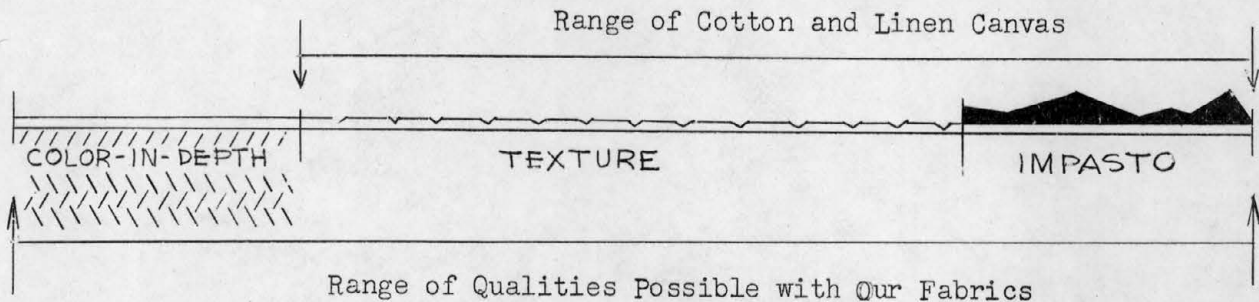 Range of Cotton and Linen Canvas
COLOR-IN-DEPTH
TEXTURE
IMPASTO
Range of Qualities Possible with Our Fabrics